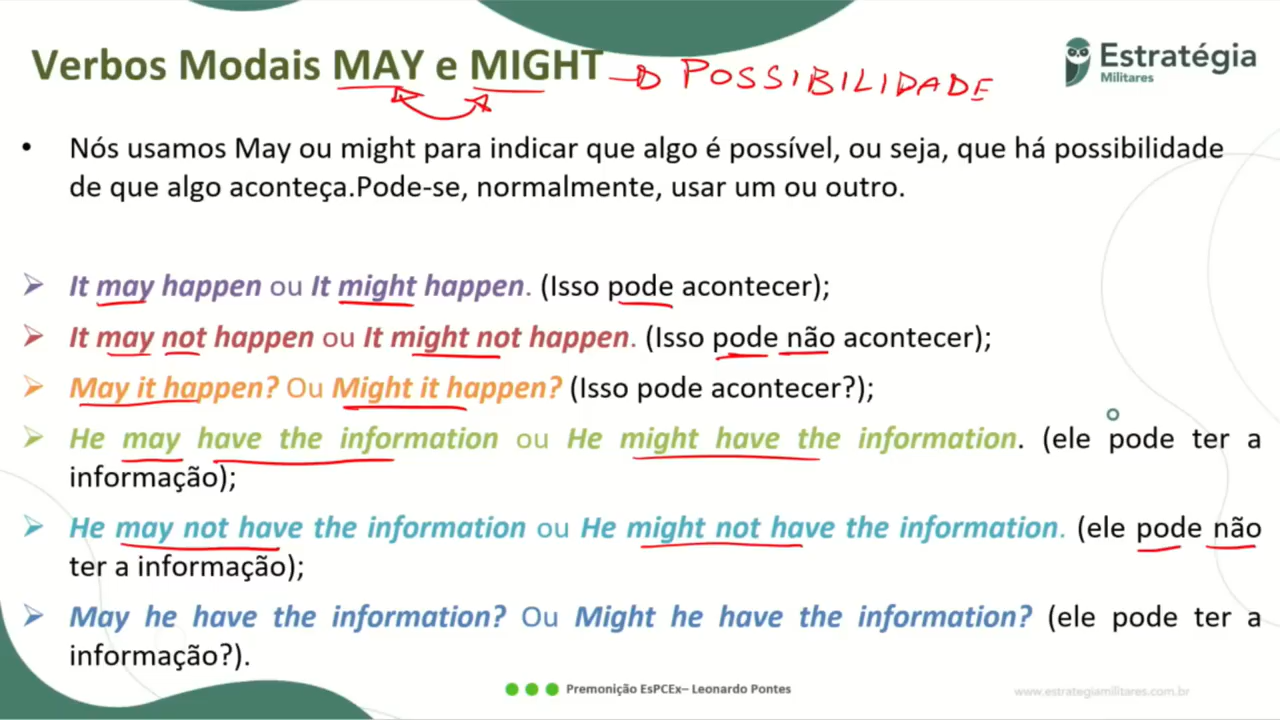 Verbos Modais MAY e MIGHT → POSSIBILIDADE
Estratégia
Militares
• Nós usamos May ou might para indicar que algo é possível, ou seja, que há possibilidade
de que algo aconteça.Pode-se, normalmente, usar um ou outro.
It may happen ou It might happen. (Isso pode acontecer);
It may not happen ou It might not happen. (Isso pode não acontecer);
May it happen? Ou Might it happen? (Isso pode acontecer?);
He may have the information ou He might have the information. (ele pode ter a
informação);
He may not have the information ou He might not have the information. (ele pode não
ter a informação);
May he have the information? Ou Might he have the information? (ele pode ter a
informação?).
Premonição EsPCEx– Leonardo Pontes
www.estrategiamilitares.com.br